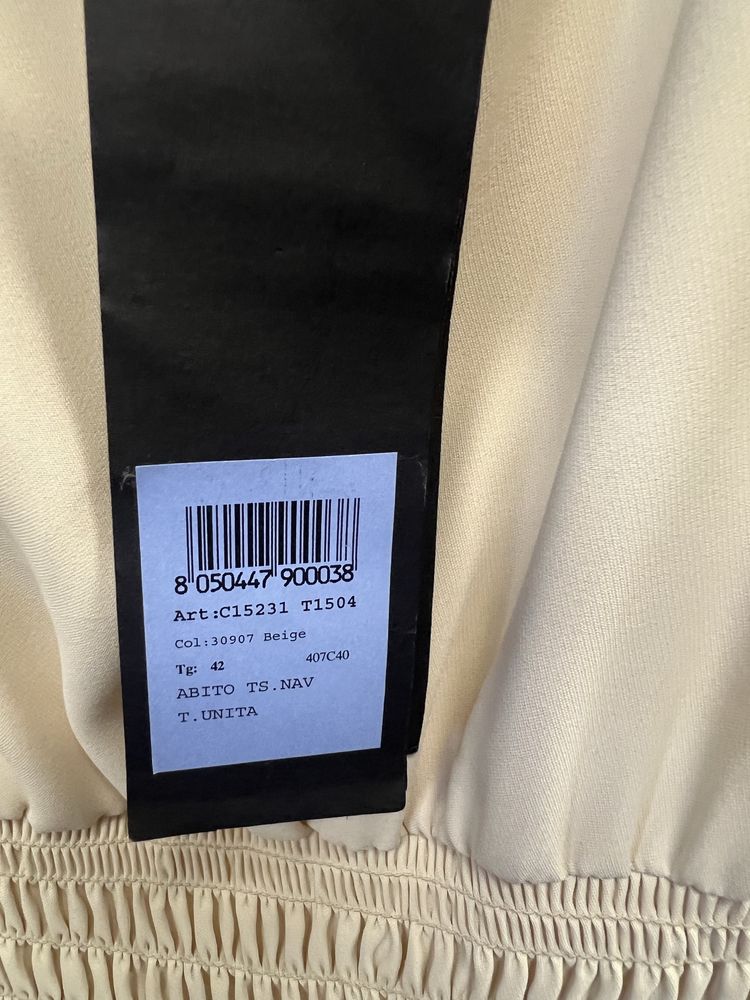 8 050447 900038
Art:C15231 T1504
Col:30907 Beige
Tg: 42 407C40
ABITO TS.NAV
T.UNITA